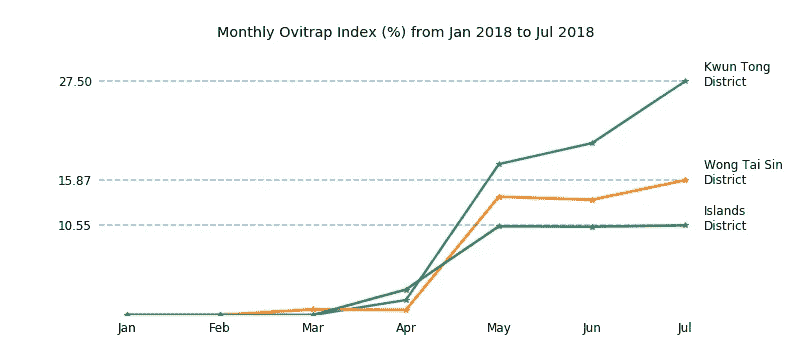 Monthly Ovitrap Index (%) from Jan 2018 to Jul 2018
Kwun Tong
District
27.50
Wong Tai Sin
District
15.87
Islands
District
10.55
Jan Feb Mar Apr May Jun Jul